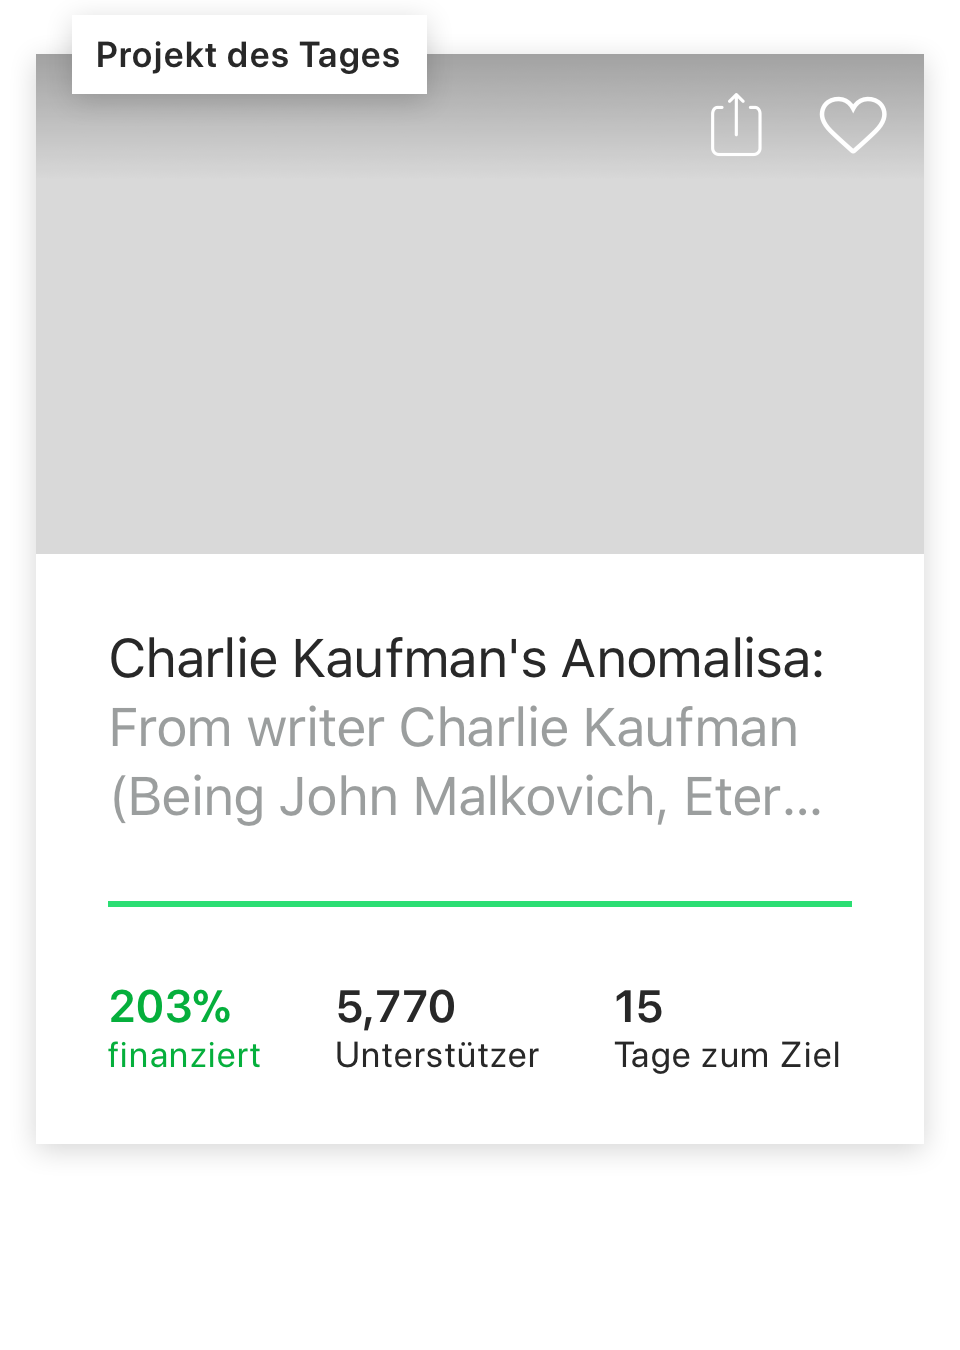 Projekt des Tages
Charlie Kaufman's Anomalisa:
From writer Charlie Kaufman
(Being John Malkovich, Eter...
203%
finanziert
5,770
Unterstützer
15
Tage zum Ziel